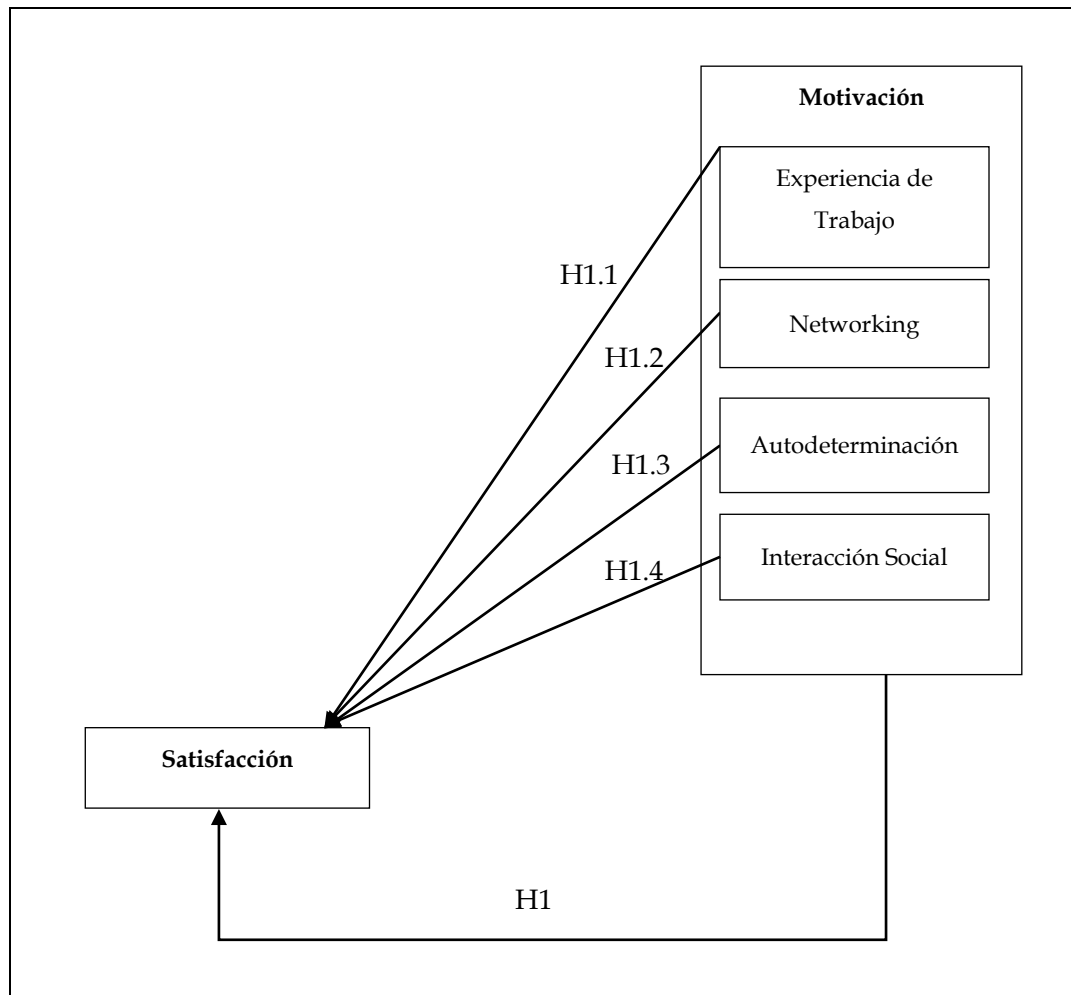 Motivación
Experiencia de
Trabajo
H1.1
Networking
H1.2
Autodeterminación
H1.3
Interacción Social
H1.4
Satisfacción
H1